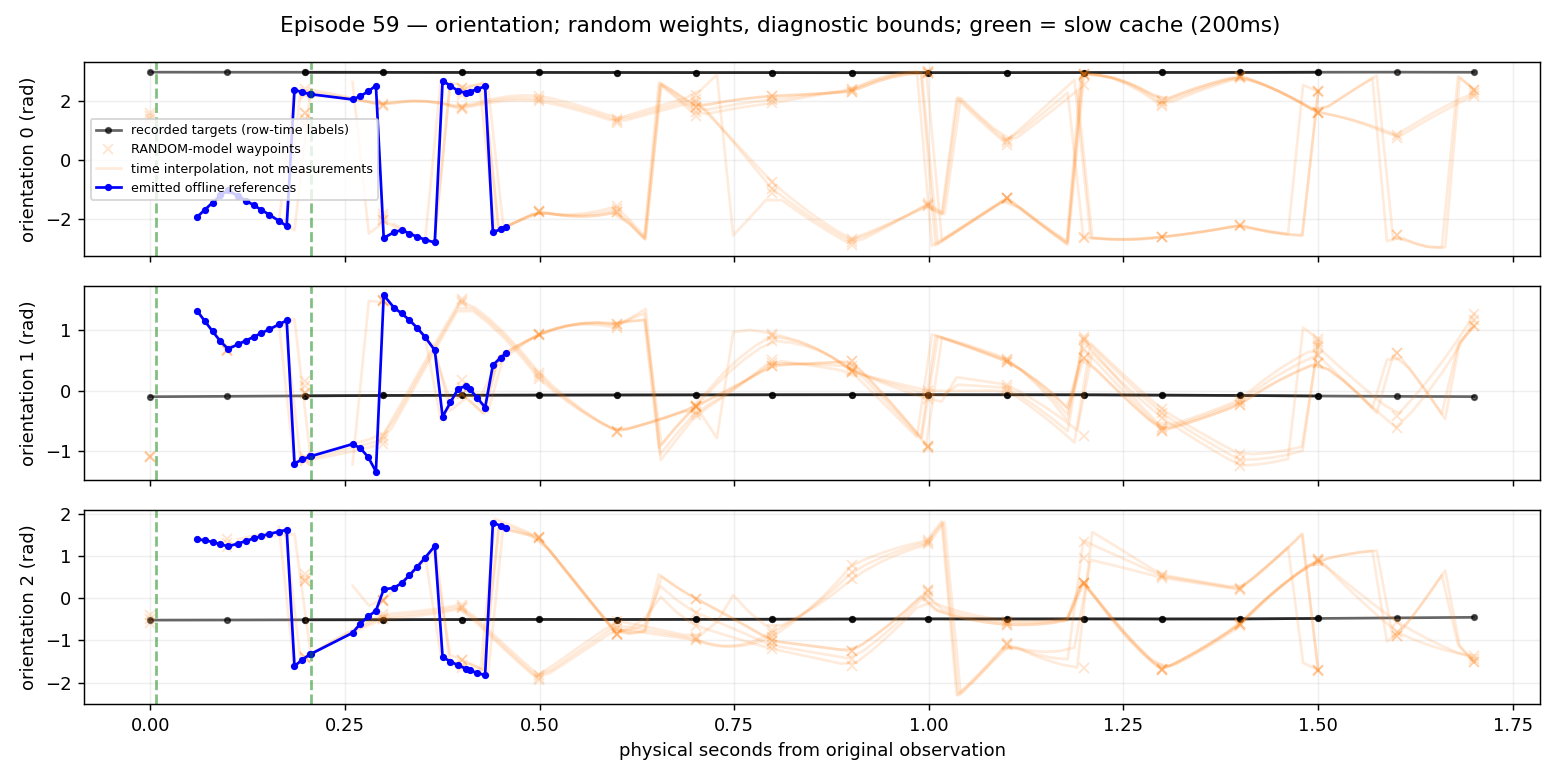 Episode 59 — orientation; random weights, diagnostic bounds; green = slow cache (200ms)
orientation 0 (rad)
2
0
−2
recorded targets (row-time labels)
RANDOM-model waypoints
time interpolation, not measurements
emitted offline references
orientation 1 (rad)
1
0
−1
orientation 2 (rad)
2
1
0
−1
−2
0.00 0.25 0.50 0.75 1.00 1.25 1.50 1.75
physical seconds from original observation